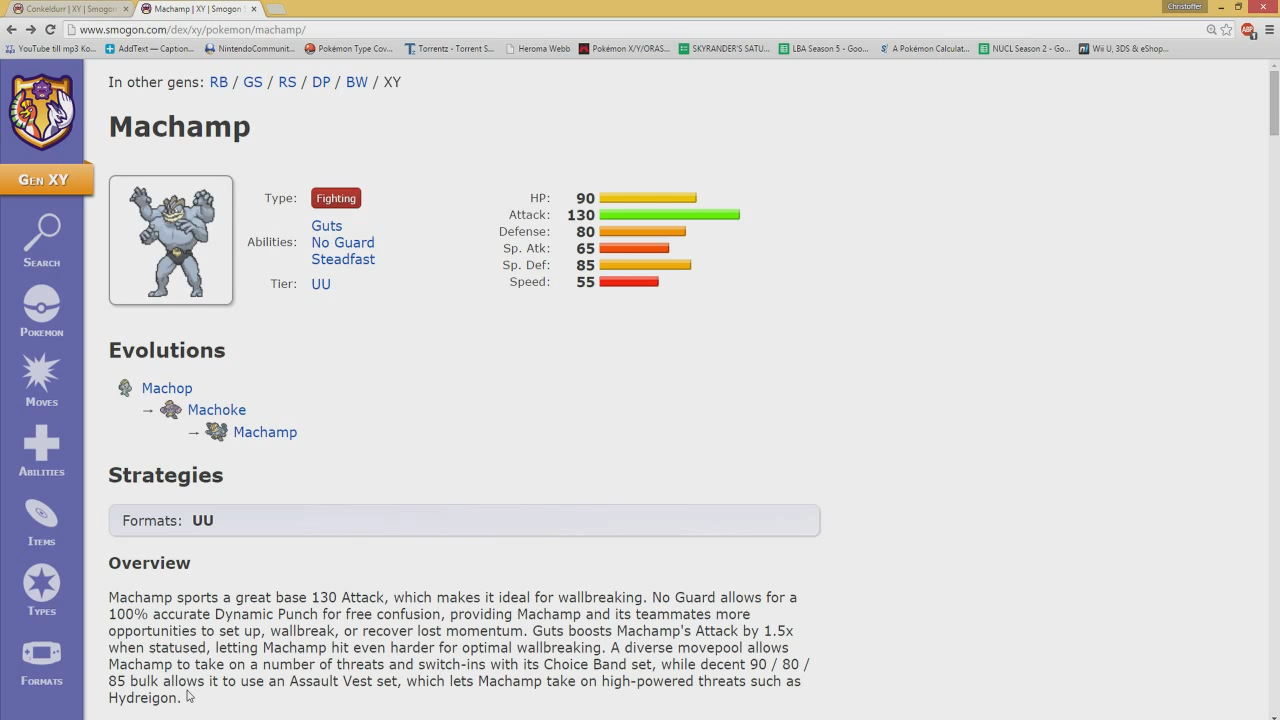 Christoffer
Conkeldurr | XY | Smogon
Machamp | XY | Smogon S
www.smogon.com/dex/xy/pokemon/machamp/
YouTube till mp3 Ko...
AddText — Caption...
NintendoCommunit...
Pokémon Type Cov...
Torrentz - Torrent S...
Heroma Webb
Pokémon X/Y/ORAS...
SKYRANDER'S SATU...
LBA Season 5 - Goo...
A Pokémon Calculat...
NUCL Season 2 - Go...
Wii U, 3DS & eShop...
In other gens: RB / GS / RS / DP / BW / XY
Machamp
GEN XY
SEARCH
POKEMON
MOVES
ABILITIES
ITEMS
TYPES
FORMATS
Type: Fighting
Abilities: Guts
No Guard
Steadfast
Tier: UU
HP: 90
Attack: 130
Defense: 80
Sp. Atk: 65
Sp. Def: 85
Speed: 55
Evolutions
Machop
→ Machoke
→ Machamp
Strategies
Formats: UU
Overview
Machamp sports a great base 130 Attack, which makes it ideal for wallbreaking. No Guard allows for a
100% accurate Dynamic Punch for free confusion, providing Machamp and its teammates more
opportunities to set up, wallbreak, or recover lost momentum. Guts boosts Machamp's Attack by 1.5x
when statused, letting Machamp hit even harder for optimal wallbreaking. A diverse movepool allows
Machamp to take on a number of threats and switch-ins with its Choice Band set, while decent 90 / 80 /
85 bulk allows it to use an Assault Vest set, which lets Machamp take on high-powered threats such as
Hydreigon.